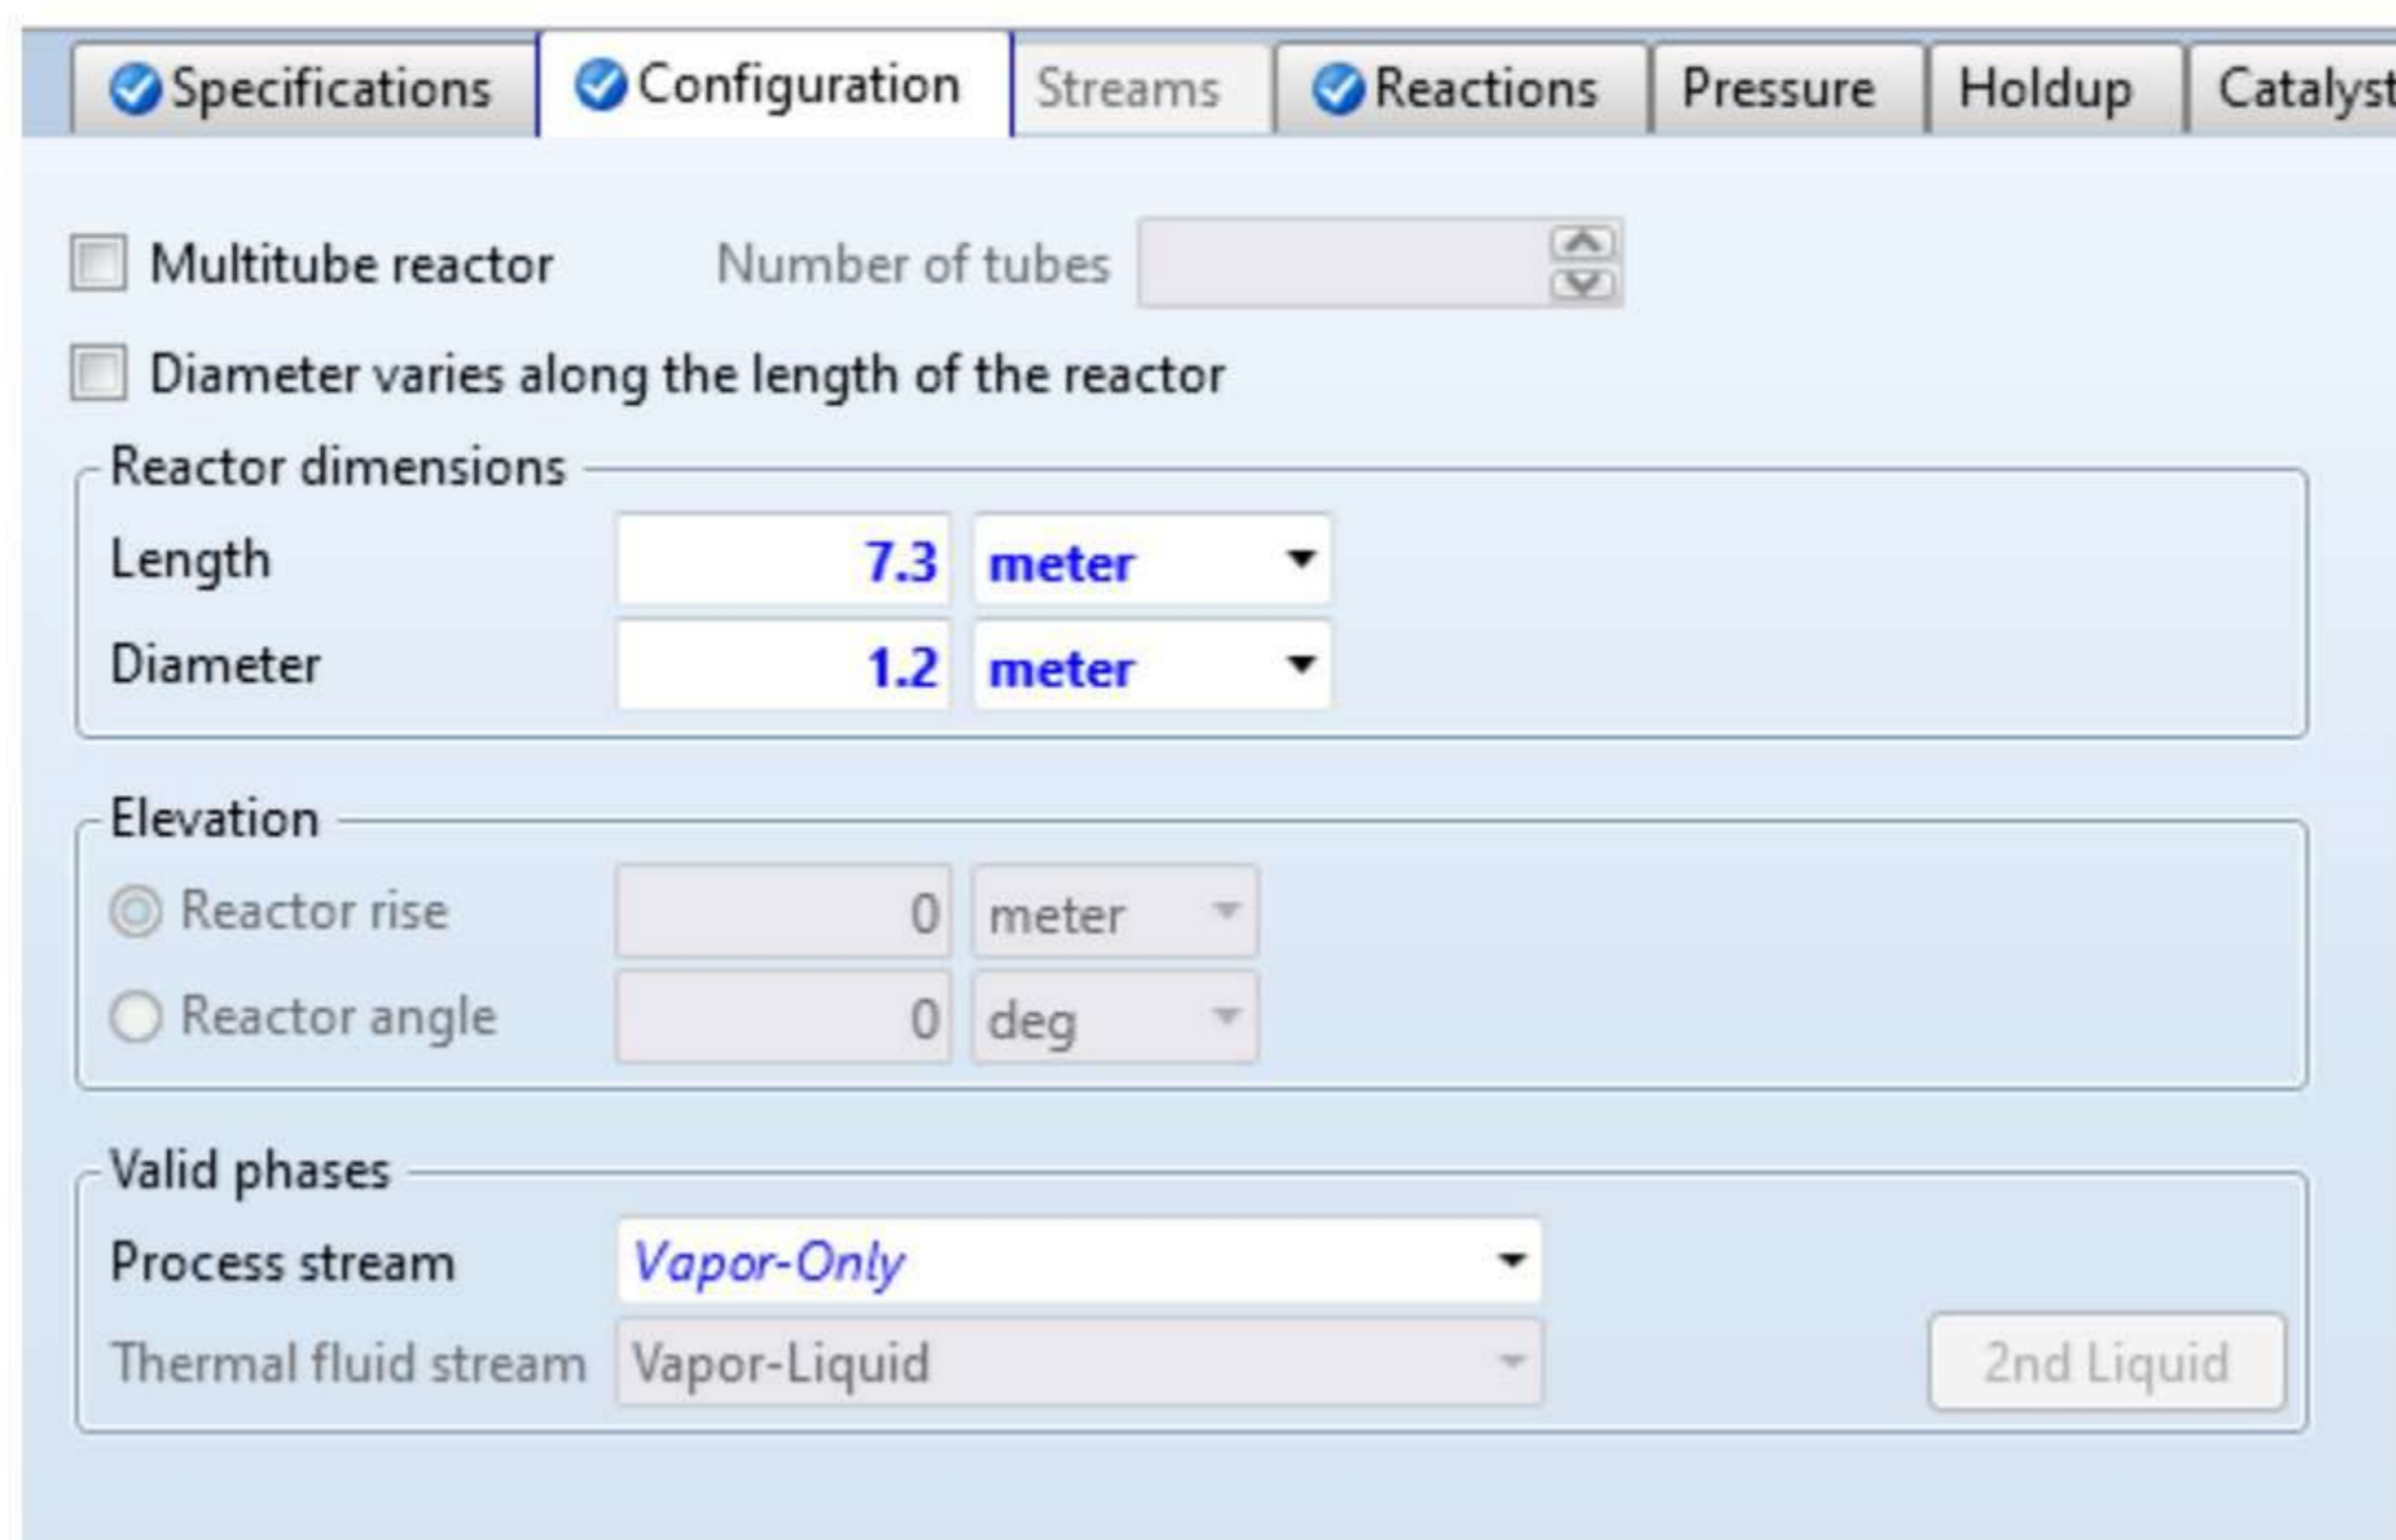 Specifications Configuration Streams Reactions Pressure Holdup Catalyst
Multitube reactor Number of tubes
Diameter varies along the length of the reactor
Reactor dimensions
Length 7.3 meter
Diameter 1.2 meter
Elevation
Reactor rise 0 meter
Reactor angle 0 deg
Valid phases
Process stream Vapor-Only
Thermal fluid stream Vapor-Liquid 2nd Liquid